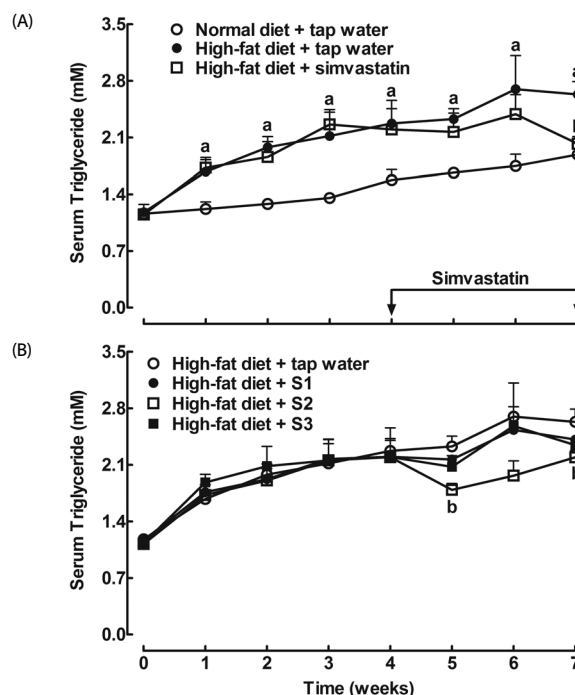 (A)
3.5
2.8
2.1
1.4
0.7
0.0
Serum Triglyceride (mM)
Normal diet + tap water
High-fat diet + tap water
High-fat diet + simvastatin
a a a a a a a
Simvastatin
(B)
3.5
2.8
2.1
1.4
0.7
0.0
Serum Triglyceride (mM)
High-fat diet + tap water
High-fat diet + S1
High-fat diet + S2
High-fat diet + S3
b b
0 1 2 3 4 5 6 7
Time (weeks)